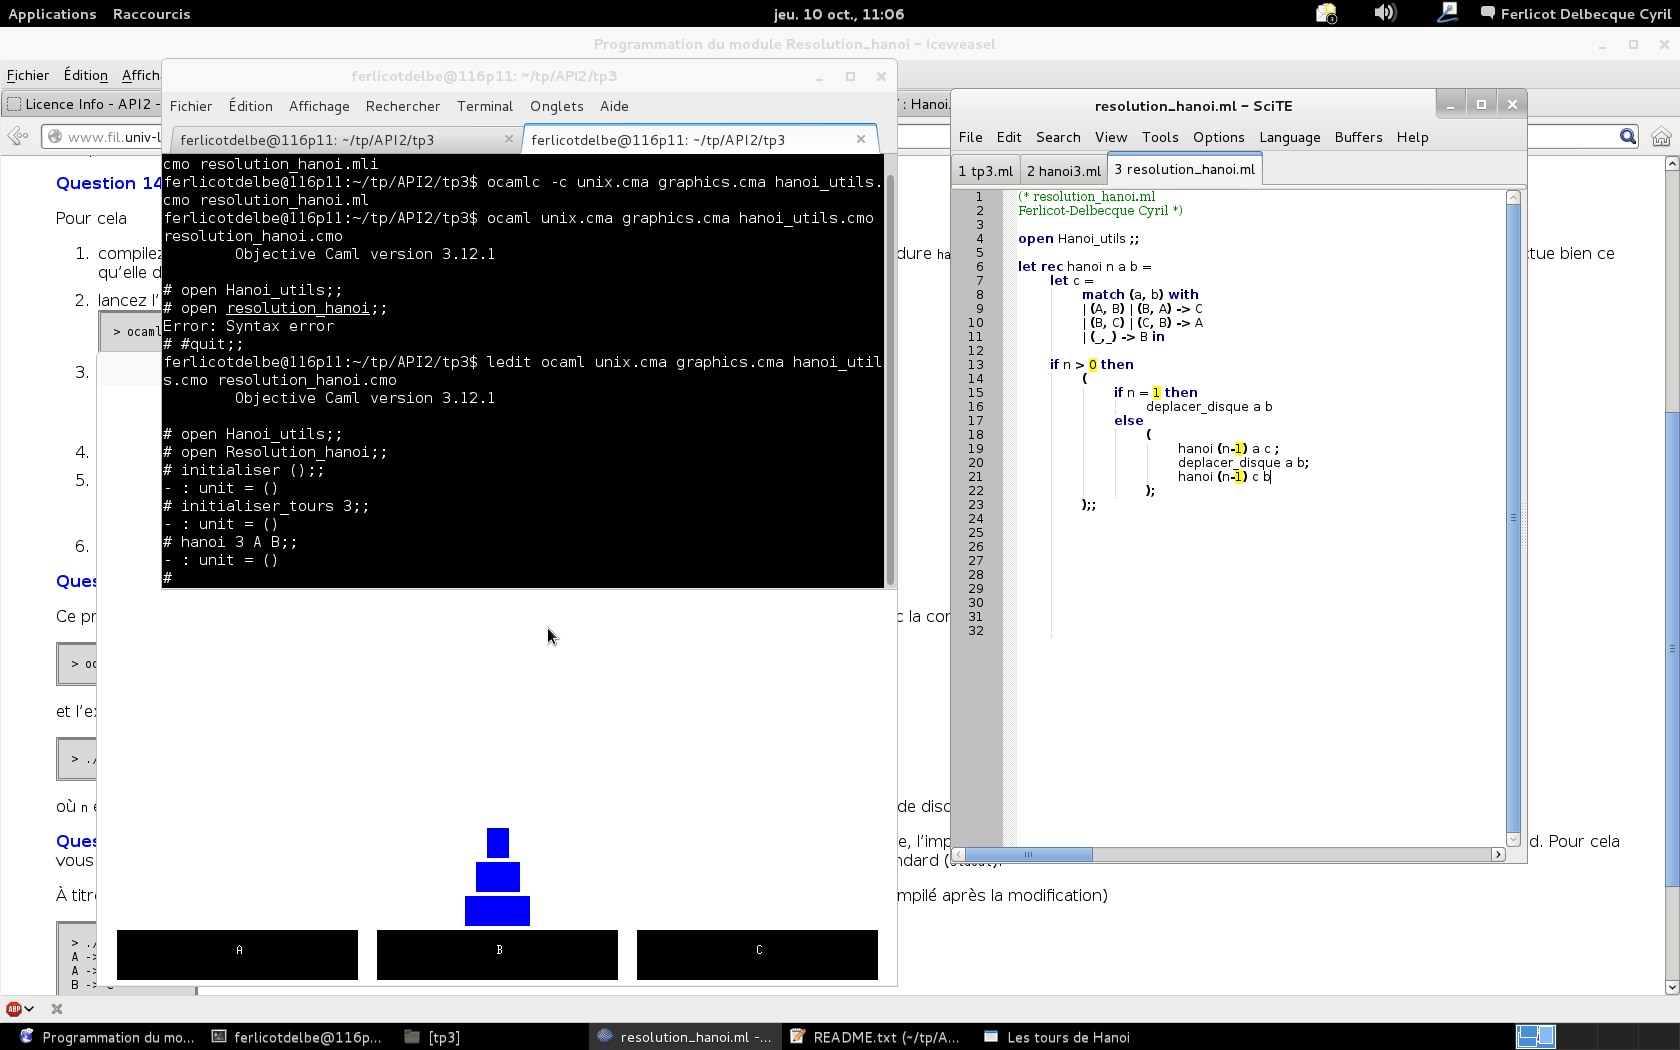 Applications Raccourcis jeu. 10 oct., 11:06 Ferlicot Delbecque Cyril
Programmation du module Resolution_hanoi – Iceweasel
Fichier Édition Affich
Licence Info - API2 -
: Hanoi.
www.fil.univ-l
Question 14
Pour cela
1. compilez
dure ha
ctue bien ce
qu'elle d
2. lancez l'
> ocaml
3.
4.
5.
6.
Ques
Ce pr
c la cor
> oc
et l'ex
> ./
où n e
de disc
Ques
e, l'imp
d. Pour cela
vous
ndard (stdout).
À titre
mpilé après la modification)
> ./
A ->
A ->
B -> C
ferlicotdelbe@116p11: ~/tp/API2/tp3
Fichier Édition Affichage Rechercher Terminal Onglets Aide
ferlicotdelbe@116p11: ~/tp/API2/tp3 ferlicotdelbe@116p11: ~/tp/API2/tp3
cmo resolution_hanoi.mli
ferlicotdelbe@116p11:~/tp/API2/tp3$ ocamlc -c unix.cma graphics.cma hanoi_utils.
cmo resolution_hanoi.ml
ferlicotdelbe@116p11:~/tp/API2/tp3$ ocaml unix.cma graphics.cma hanoi_utils.cmo
resolution_hanoi.cmo
Objective Caml version 3.12.1
# open Hanoi_utils;;
# open resolution_hanoi;;
Error: Syntax error
# #quit;;
ferlicotdelbe@116p11:~/tp/API2/tp3$ ledit ocaml unix.cma graphics.cma hanoi_util
s.cmo resolution_hanoi.cmo
Objective Caml version 3.12.1
# open Hanoi_utils;;
# open Resolution_hanoi;;
# initialiser ();;
- : unit = ()
# initialiser_tours 3;;
- : unit = ()
# hanoi 3 A B;;
- : unit = ()
#
A B C
resolution_hanoi.ml – SciTE
File Edit Search View Tools Options Language Buffers Help
1 tp3.ml 2 hanoi3.ml 3 resolution_hanoi.ml
1 (* resolution_hanoi.ml
2 Ferlicot-Delbecque Cyril *)
3
4 open Hanoi_utils ;;
5
6 let rec hanoi n a b =
7 let c =
8 match (a, b) with
9 | (A, B) | (B, A) -> C
10 | (B, C) | (C, B) -> A
11 | (_,_) -> B in
12
13 if n > 0 then
14 (
15 if n = 1 then
16 deplacer_disque a b
17 else
18 (
19 hanoi (n-1) a c ;
20 deplacer_disque a b;
21 hanoi (n-1) c b
22 );
23 );;
24
25
26
27
28
29
30
31
32
ABP
Programmation du mo... ferlicotdelbe@116p... [tp3] resolution_hanoi.ml -... README.txt (~/tp/A... Les tours de Hanoi